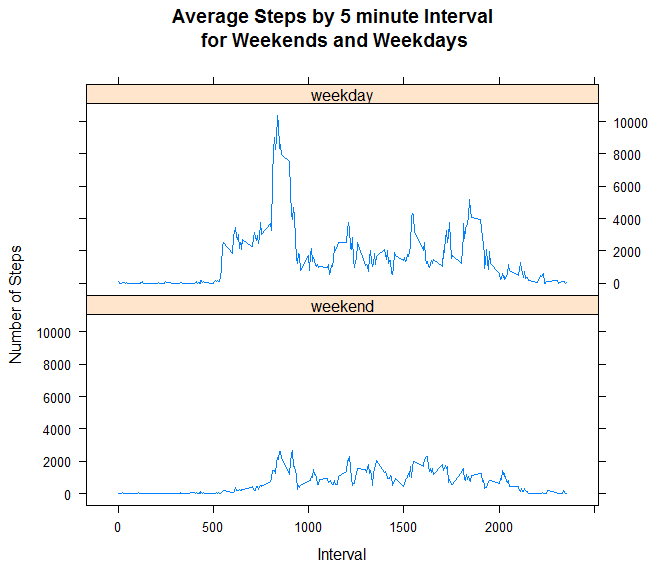 Average Steps by 5 minute Interval
for Weekends and Weekdays
weekday
10000
8000
6000
4000
2000
0
weekend
10000
8000
6000
4000
2000
0
Number of Steps
0 500 1000 1500 2000
Interval